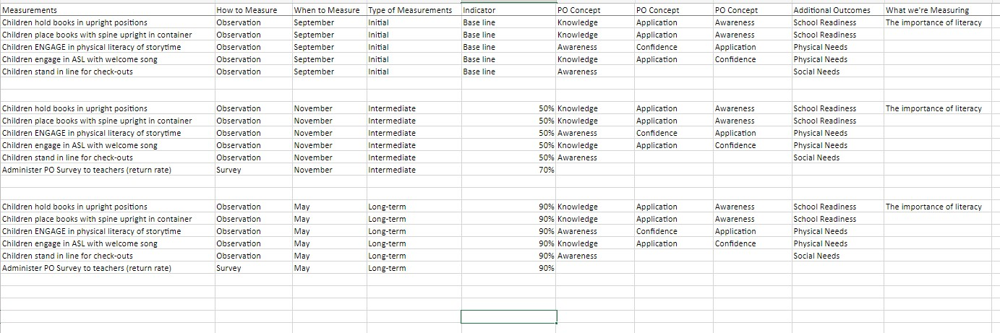 Measurements How to Measure When to Measure Type of Measurements Indicator PO Concept PO Concept PO Concept Additional Outcomes What we're Measuring
Children hold books in upright positions Observation September Initial Base line Knowledge Application Awareness School Readiness The importance of literacy
Children place books with spine upright in container Observation September Initial Base line Knowledge Application Awareness School Readiness
Children ENGAGE in physical literacy of storytime Observation September Initial Base line Awareness Confidence Application Physical Needs
Children engage in ASL with welcome song Observation September Initial Base line Knowledge Application Confidence Physical Needs
Children stand in line for check-outs Observation September Initial Base line Awareness Social Needs
Children hold books in upright positions Observation November Intermediate 50% Knowledge Application Awareness School Readiness The importance of literacy
Children place books with spine upright in container Observation November Intermediate 50% Knowledge Application Awareness School Readiness
Children ENGAGE in physical literacy of storytime Observation November Intermediate 50% Awareness Confidence Application Physical Needs
Children engage in ASL with welcome song Observation November Intermediate 50% Knowledge Application Confidence Physical Needs
Children stand in line for check-outs Observation November Intermediate 50% Awareness Social Needs
Administer PO Survey to teachers (return rate) Survey November Intermediate 70%
Children hold books in upright positions Observation May Long-term 90% Knowledge Application Awareness School Readiness The importance of literacy
Children place books with spine upright in container Observation May Long-term 90% Knowledge Application Awareness School Readiness
Children ENGAGE in physical literacy of storytime Observation May Long-term 90% Awareness Confidence Application Physical Needs
Children engage in ASL with welcome song Observation May Long-term 90% Knowledge Application Confidence Physical Needs
Children stand in line for check-outs Observation May Long-term 90% Awareness Social Needs
Administer PO Survey to teachers (return rate) Survey May Long-term 90%